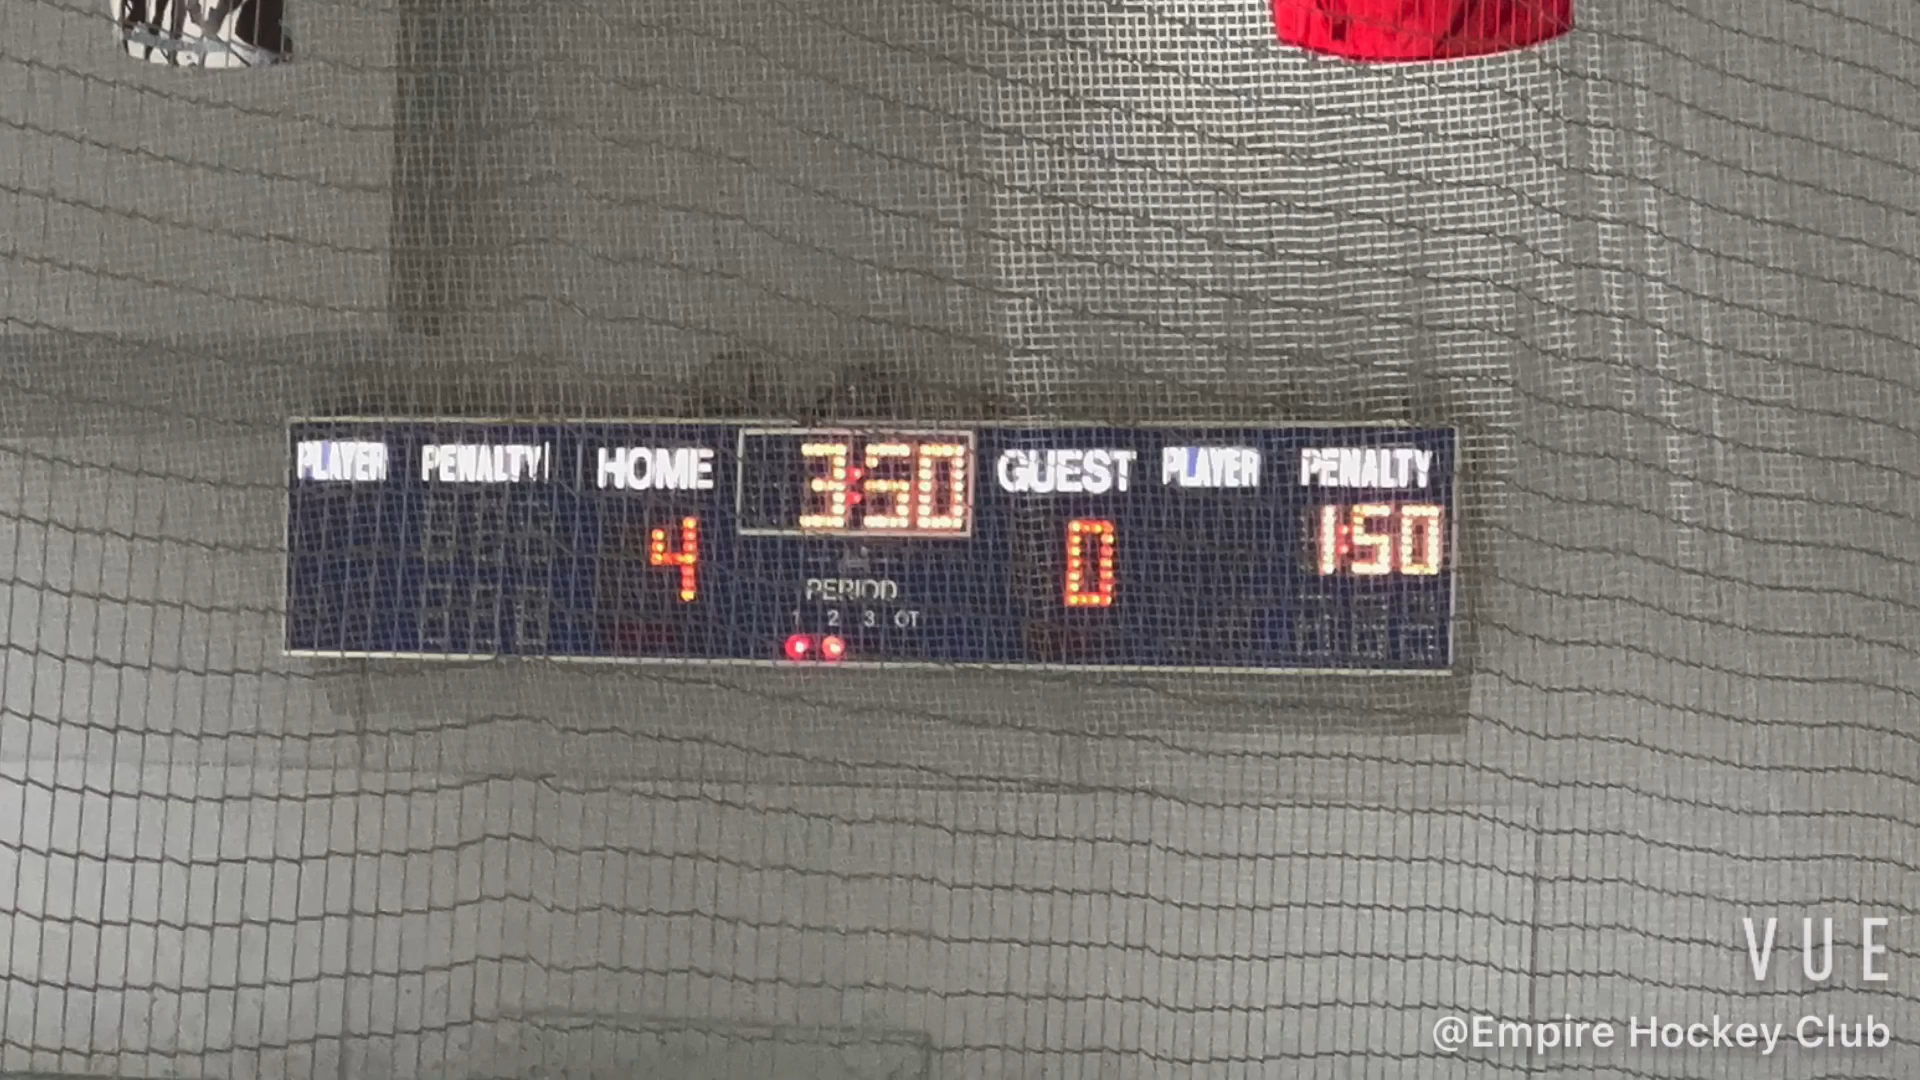 PLAYER PENALTY HOME 3:50 GUEST PLAYER PENALTY
4 0 1:50
PERIOD
1 2 3 OT
VUE
@Empire Hockey Club